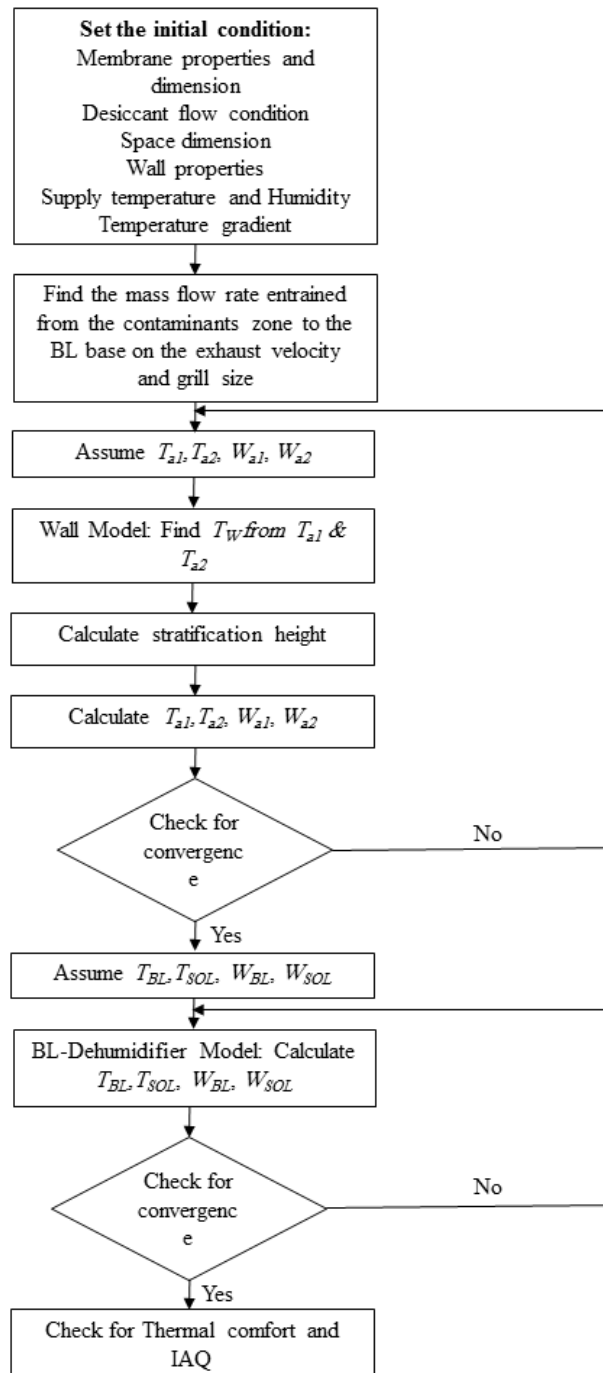 Set the initial condition:
Membrane properties and
dimension
Desiccant flow condition
Space dimension
Wall properties
Supply temperature and Humidity
Temperature gradient
Find the mass flow rate entrained
from the contaminants zone to the
BL base on the exhaust velocity
and grill size
Assume Ta1, Ta2, Wa1, Wa2
Wall Model: Find TW from Ta1 &
Ta2
Calculate stratification height
Calculate Ta1, Ta2, Wa1, Wa2
Check for
convergenc
e
No
Yes
Assume TBL, TSOL, WBL, WSOL
BL-Dehumidifier Model: Calculate
TBL, TSOL, WBL, WSOL
Check for
convergenc
e
No
Yes
Check for Thermal comfort and
IAQ